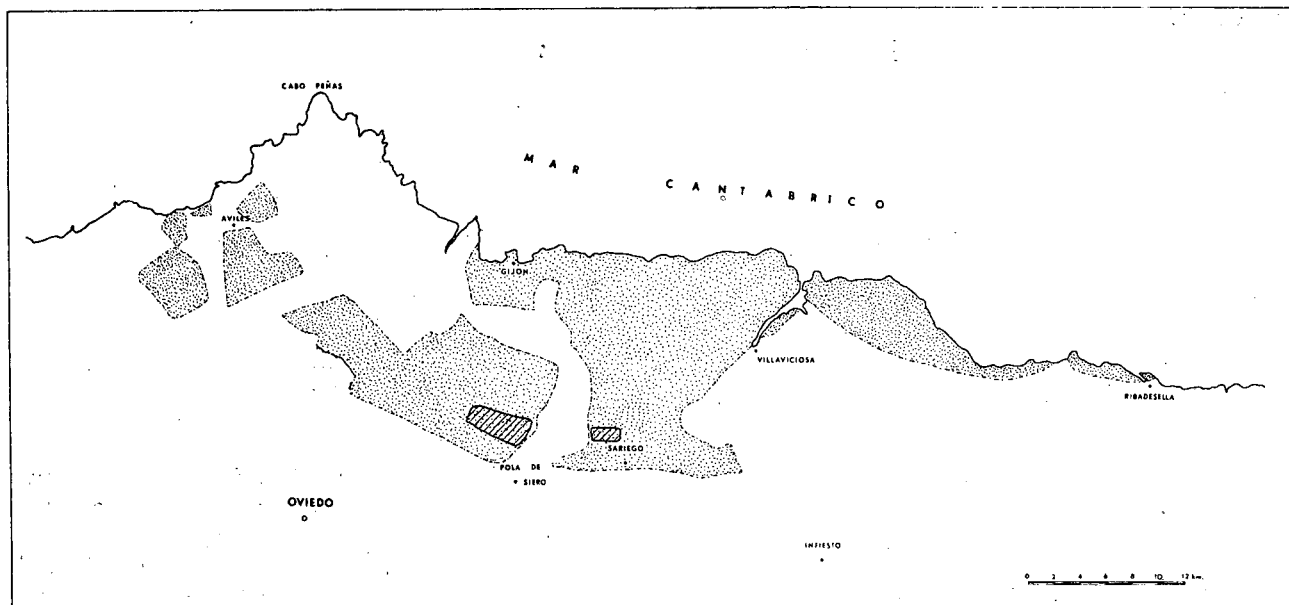 CABO PEÑAS
MAR CANTABRICO
AVILES
GIJON
VILLAVICIOSA
RIBADESELLA
SARIEGO
POLA DE
SIERO
OVIEDO
INFIESTO
0 2 4 6 8 10 12 km.